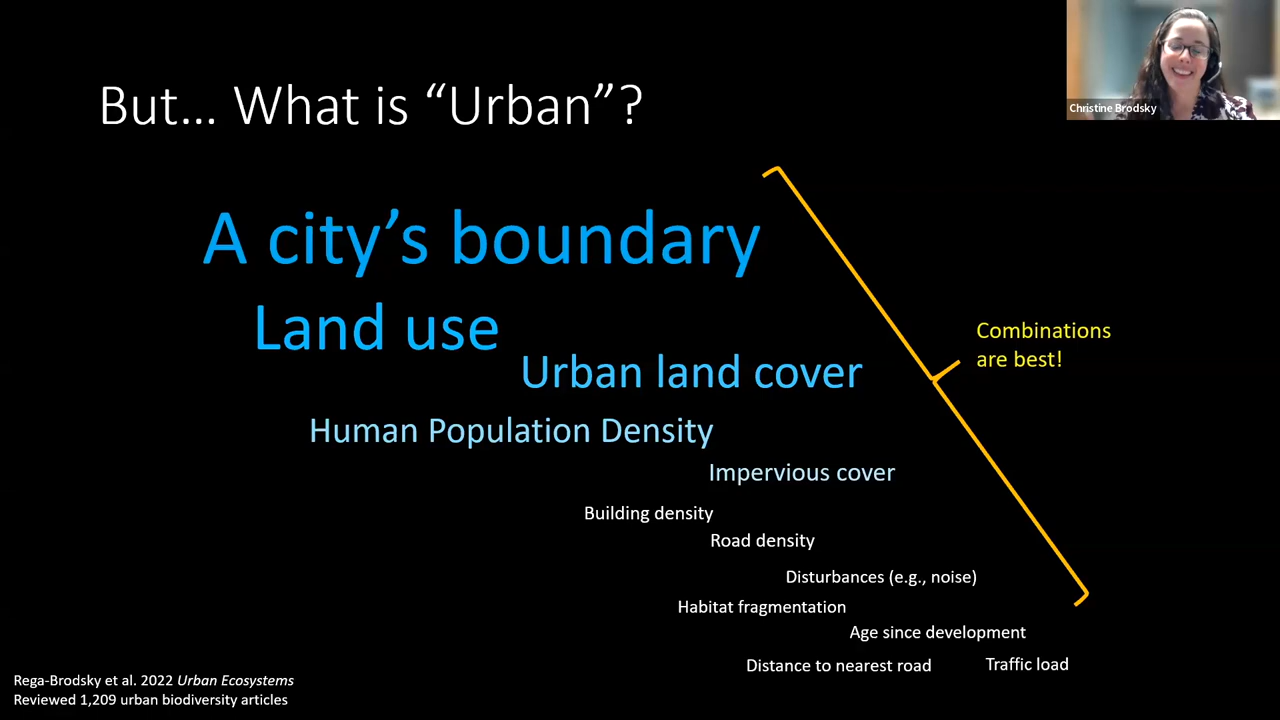 But... What is “Urban”?
Christine Brodsky
A city’s boundary
Land use
Urban land cover
Combinations
are best!
Human Population Density
Impervious cover
Building density
Road density
Disturbances (e.g., noise)
Habitat fragmentation
Age since development
Distance to nearest road
Traffic load
Rega-Brodsky et al. 2022 Urban Ecosystems
Reviewed 1,209 urban biodiversity articles